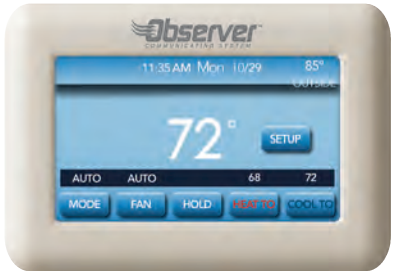 Observer
COMMUNICATING SYSTEM
11:35 AM Mon 10/29 85°
OUTSIDE
72°
SETUP
AUTO AUTO 68 72
MODE FAN HOLD HEAT TO COOL TO